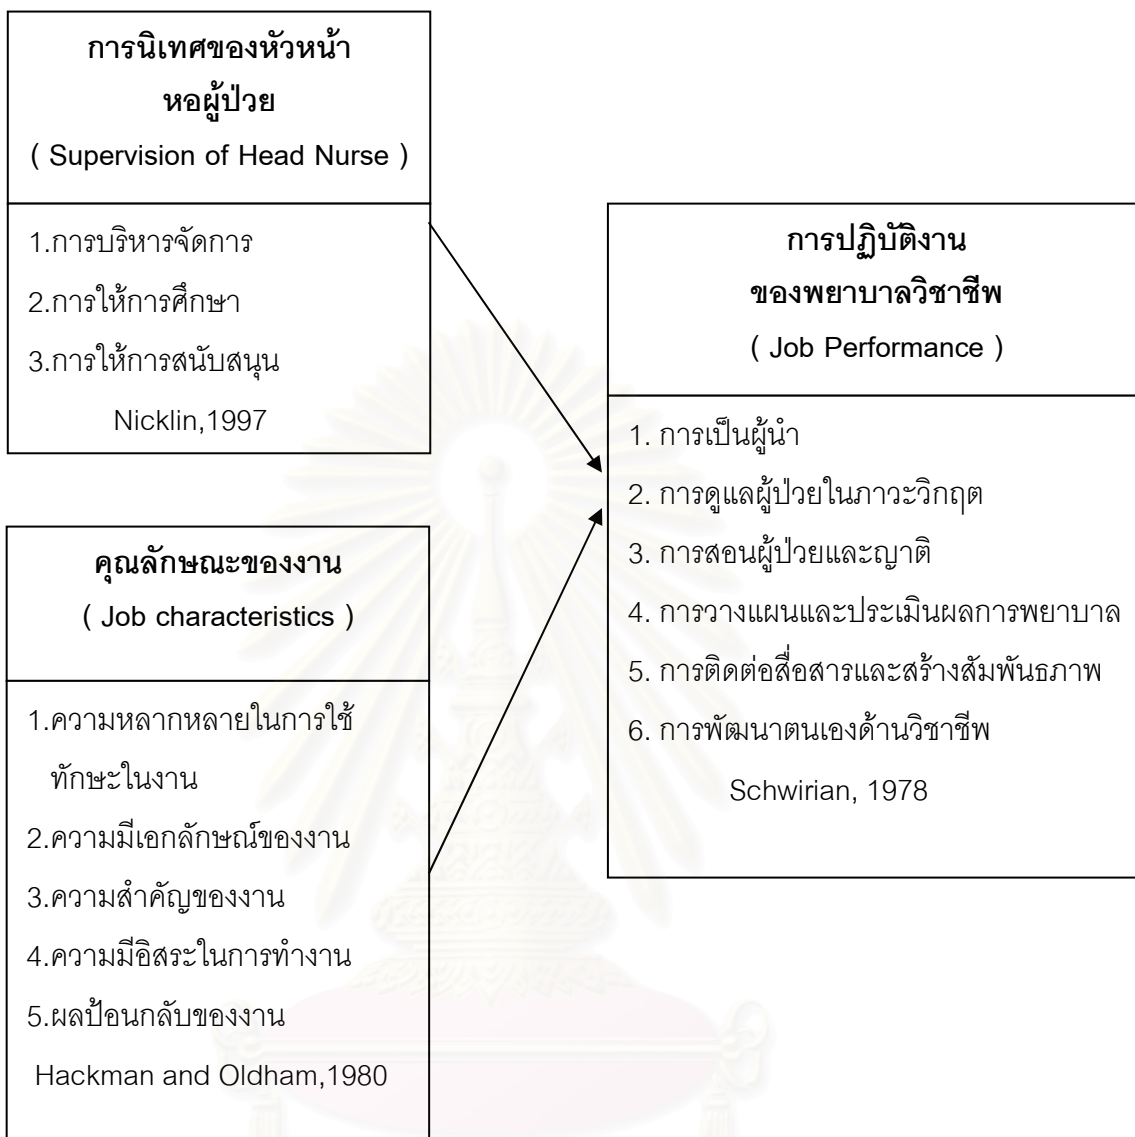 การนิเทศของหัวหน้า
หอผู้ป่วย
( Supervision of Head Nurse )
1.การบริหารจัดการ
2.การให้การศึกษา
3.การให้การสนับสนุน
Nicklin,1997
คุณลักษณะของงาน
( Job characteristics )
1.ความหลากหลายในการใช้
ทักษะในงาน
2.ความมีเอกลักษณ์ของงาน
3.ความสำคัญของงาน
4.ความมีอิสระในการทำงาน
5.ผลป้อนกลับของงาน
Hackman and Oldham,1980
การปฏิบัติงาน
ของพยาบาลวิชาชีพ
( Job Performance )
1. การเป็นผู้นำ
2. การดูแลผู้ป่วยในภาวะวิกฤต
3. การสอนผู้ป่วยและญาติ
4. การวางแผนและประเมินผลการพยาบาล
5. การติดต่อสื่อสารและสร้างสัมพันธภาพ
6. การพัฒนาตนเองด้านวิชาชีพ
Schwirian, 1978